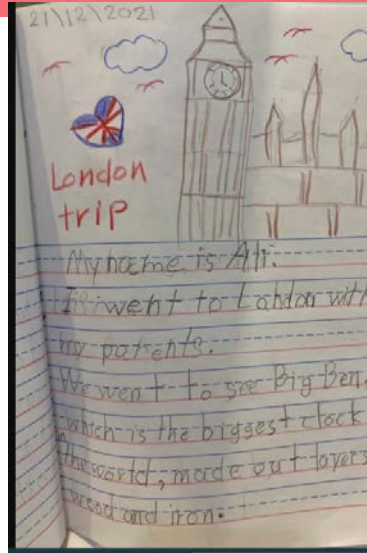 21\12\2021
London
trip
My name is Ali.
I went to London with
my parents.
We went to see Big Ben,
which is the biggest clock
the world, made out layers
wood and iron.